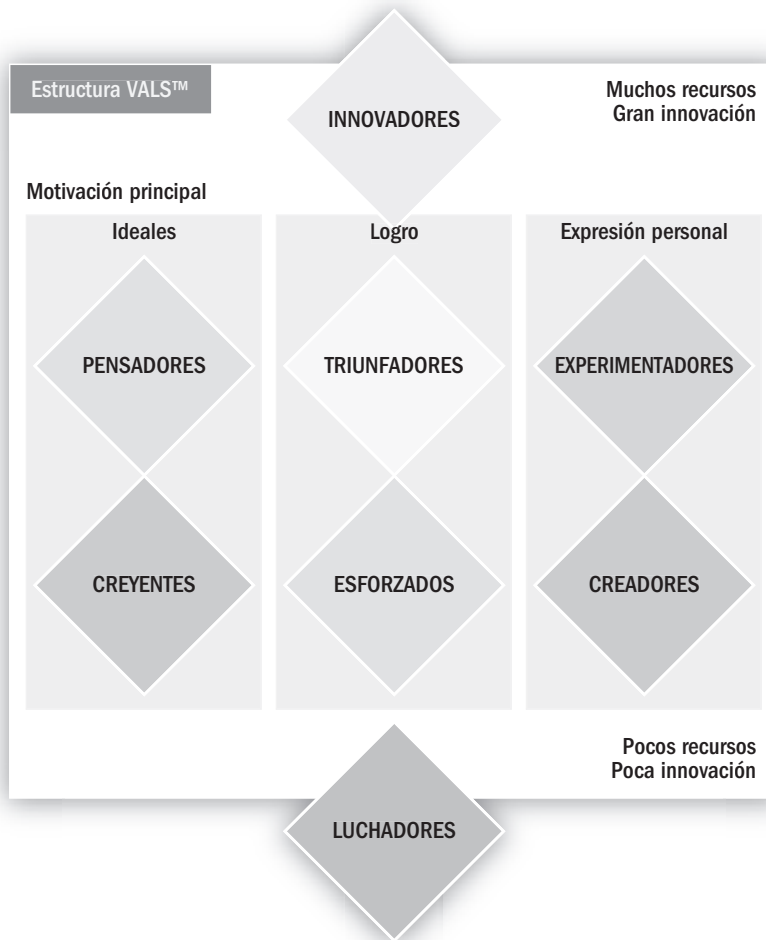 Estructura VALS™
INNOVADORES
Muchos recursos
Gran innovación
Motivación principal
Ideales
Logro
Expresión personal
PENSADORES
TRIUNFADORES
EXPERIMENTADORES
CREYENTES
ESFORZADOS
CREADORES
Pocos recursos
Poca innovación
LUCHADORES